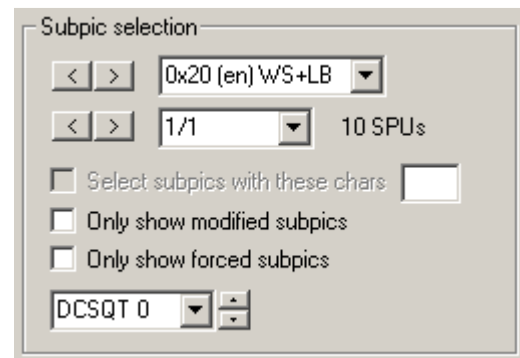 Subpic selection
< > 0x20 (en) WS+LB
< > 1/1 10 SPUs
Select subpics with these chars
Only show modified subpics
Only show forced subpics
DCSQT 0